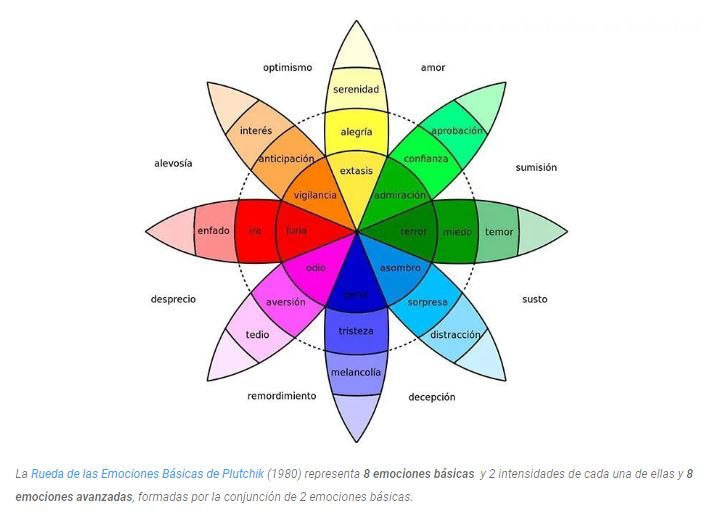 optimismo
amor
serenidad
interés
alegría
aprobación
anticipación
confianza
alevosía
extasis
sumisión
vigilancia
admiración
enfado
ira
furia
terror
miedo
temor
odio
asombro
pena
desprecio
aversión
sorpresa
susto
tedio
tristeza
distracción
melancolía
remordimiento
decepción
La Rueda de las Emociones Básicas de Plutchik (1980) representa 8 emociones básicas y 2 intensidades de cada una de ellas y 8
emociones avanzadas, formadas por la conjunción de 2 emociones básicas.